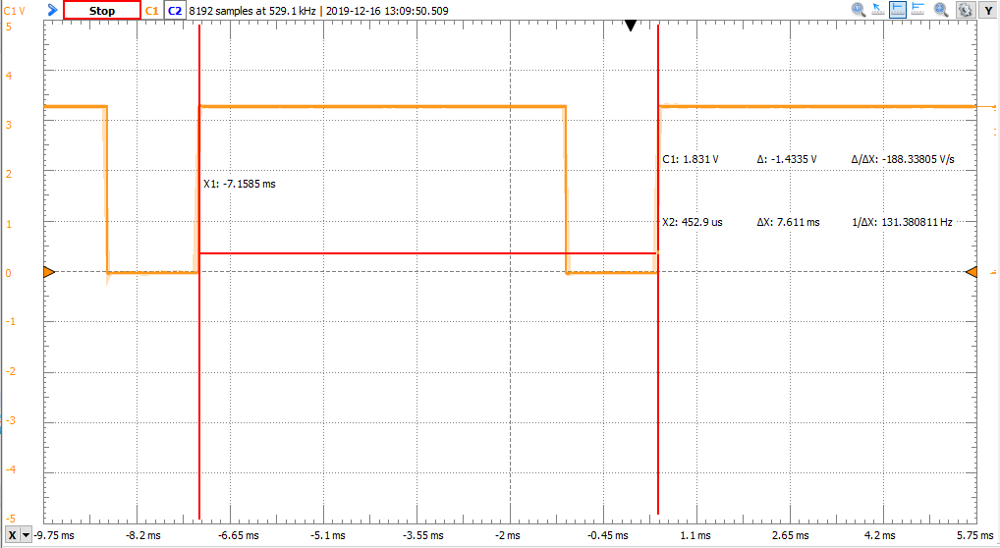 C1 V Stop C1 C2 8192 samples at 529.1 kHz | 2019-12-16 13:09:50.509 Y
5
4
3
C1: 1.831 V Δ: -1.4335 V Δ/ΔX: -188.33805 V/s
2
X1: -7.1585 ms
1
X2: 452.9 us ΔX: 7.611 ms 1/ΔX: 131.380811 Hz
0
-1
-2
-3
-4
-5
X -9.75 ms -8.2 ms -6.65 ms -5.1 ms -3.55 ms -2 ms -0.45 ms 1.1 ms 2.65 ms 4.2 ms 5.75 ms